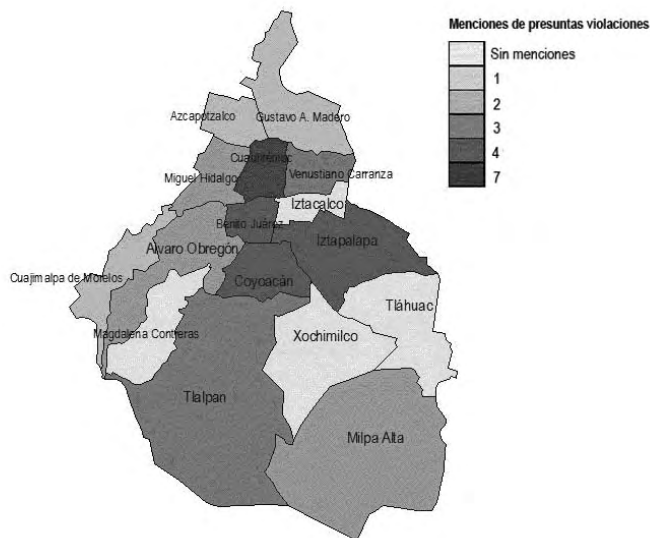 Menciones de presuntas violaciones
Sin menciones
1
2
3
4
7
Azcapotzalco
Gustavo A. Madero
Cuauhtémoc
Miguel Hidalgo
Venustiano Carranza
Iztacalco
Benito Juárez
Iztapalapa
Álvaro Obregón
Cuajimalpa de Morelos
Coyoacán
Tláhuac
Magdalena Contreras
Xochimilco
Tlalpan
Milpa Alta